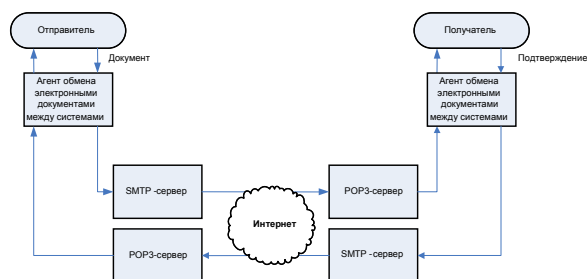 Отправитель
Получатель
Документ
Подтверждение
Агент обмена
электронными
документами
между системами
Агент обмена
электронными
документами
между системами
SMTP -сервер
POP3-сервер
Интернет
POP3-сервер
SMTP -сервер